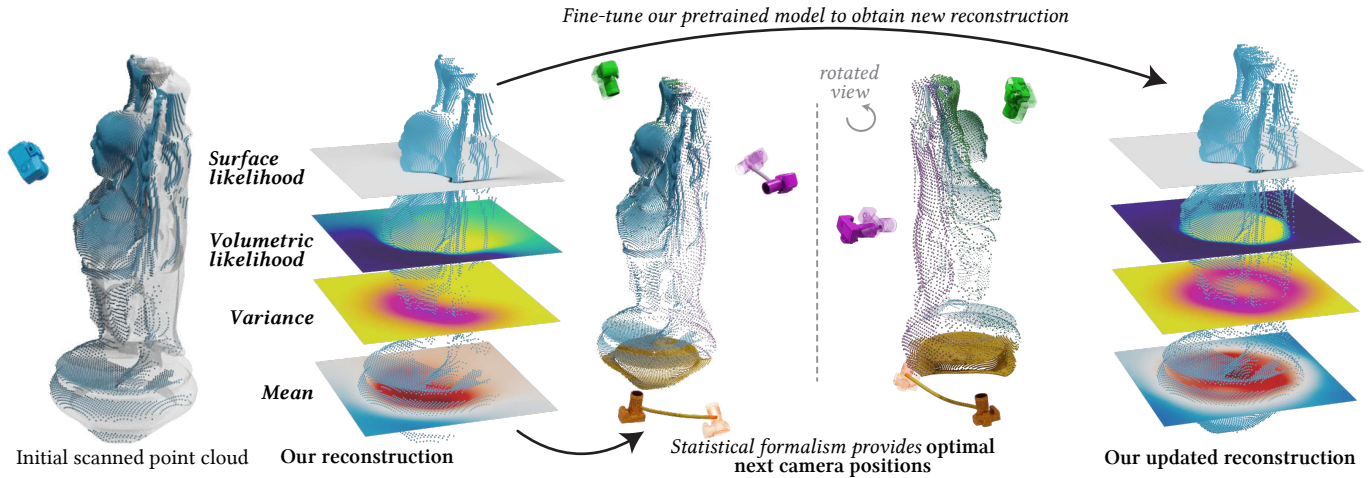 Fine-tune our pretrained model to obtain new reconstruction
rotated
view
Surface
likelihood
Volumetric
likelihood
Variance
Mean
Initial scanned point cloud
Our reconstruction
Statistical formalism provides optimal
next camera positions
Our updated reconstruction